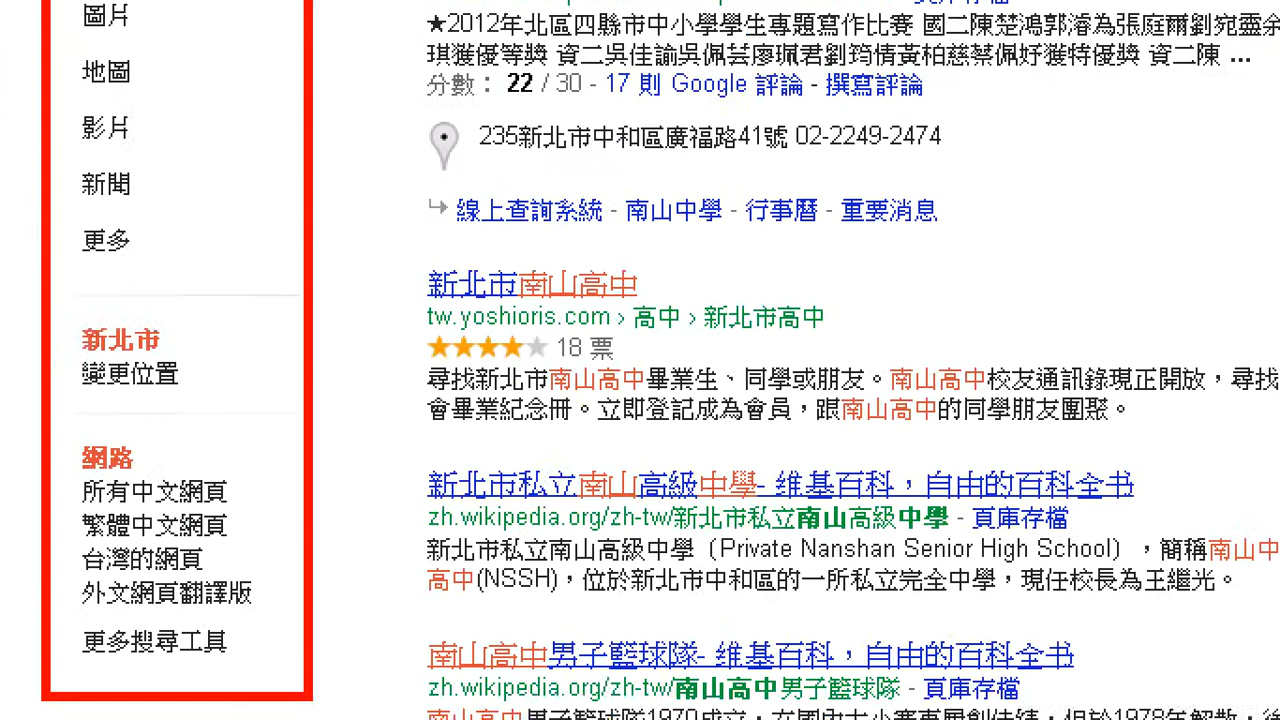 圖片
地圖
影片
新聞
更多
新北市
變更位置
網路
所有中文網頁
繁體中文網頁
台灣的網頁
外文網頁翻譯版
更多搜尋工具
★2012年北區四縣市中小學學生專題寫作比賽 國二陳楚鴻郭濬為張庭爾劉宛靈余
琪獲優等獎 資二吳佳諭吳佩芸廖珮君劉筠情黃柏慈蔡佩妤獲特優獎 資二陳 ...
分數： 22 / 30 - 17 則 Google 評論 - 撰寫評論
235新北市中和區廣福路41號 02-2249-2474
線上查詢系統 - 南山中學 - 行事曆 - 重要消息
新北市南山高中
tw.yoshioris.com › 高中 › 新北市高中
18 票
尋找新北市南山高中畢業生、同學或朋友。南山高中校友通訊錄現正開放，尋找
會畢業紀念冊。立即登記成為會員，跟南山高中的同學朋友團聚。
新北市私立南山高級中學- 维基百科，自由的百科全书
zh.wikipedia.org/zh-tw/新北市私立南山高級中學 - 頁庫存檔
新北市私立南山高級中學（Private Nanshan Senior High School），簡稱南山中
高中(NSSH)，位於新北市中和區的一所私立完全中學，現任校長為王繼光。
南山高中男子籃球隊- 维基百科，自由的百科全书
zh.wikipedia.org/zh-tw/南山高中男子籃球隊 - 頁庫存檔